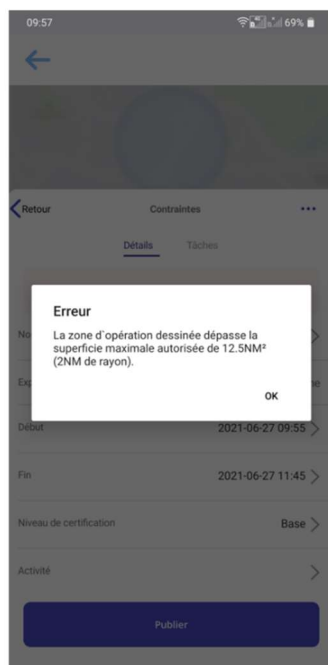 09:57
69%
Retour Contraintes
Détails Tâches
Erreur
La zone d`opération dessinée dépasse la
superficie maximale autorisée de 12.5NM²
(2NM de rayon).
OK
Début 2021-06-27 09:55
Fin 2021-06-27 11:45
Niveau de certification Base
Activité
Publier